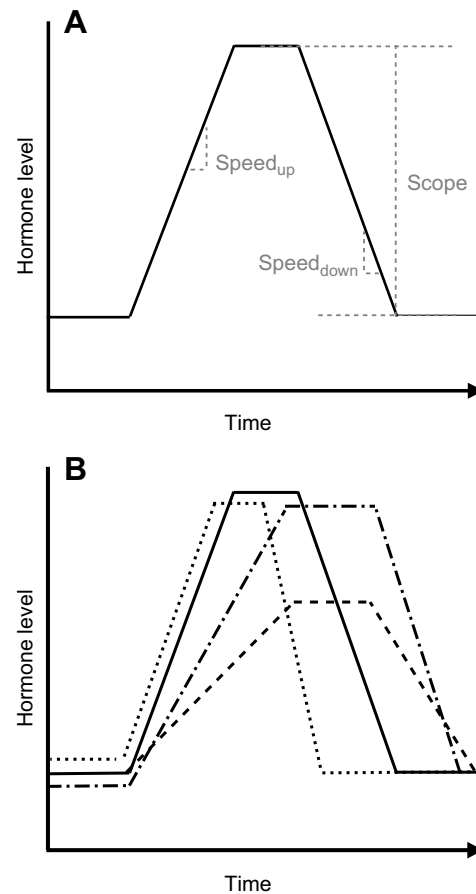 A
Hormone level
Speedup
Scope
Speeddown
Time
B
Hormone level
Time